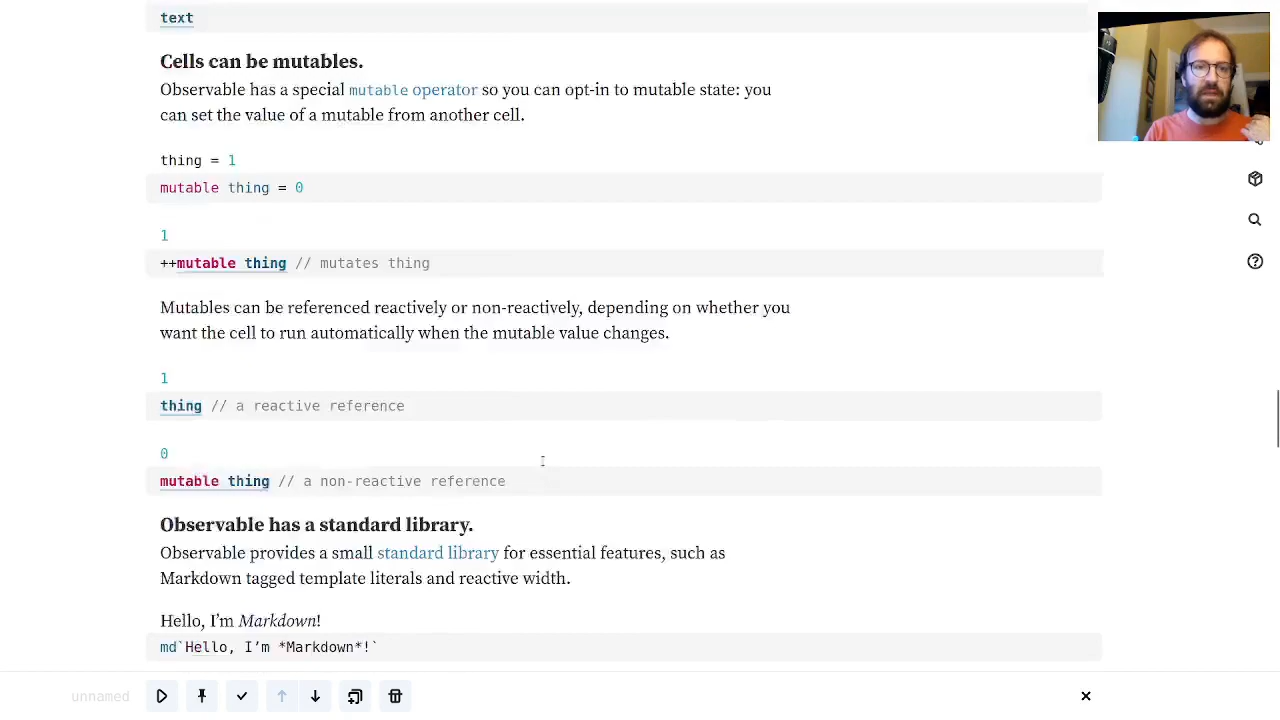 text
Cells can be mutables.
Observable has a special mutable operator so you can opt-in to mutable state: you
can set the value of a mutable from another cell.
thing = 1
mutable thing = 0
1
++mutable thing // mutates thing
Mutables can be referenced reactively or non-reactively, depending on whether you
want the cell to run automatically when the mutable value changes.
1
thing // a reactive reference
0
mutable thing // a non-reactive reference
Observable has a standard library.
Observable provides a small standard library for essential features, such as
Markdown tagged template literals and reactive width.
Hello, I’m Markdown!
md`Hello, I’m *Markdown*!`
unnamed